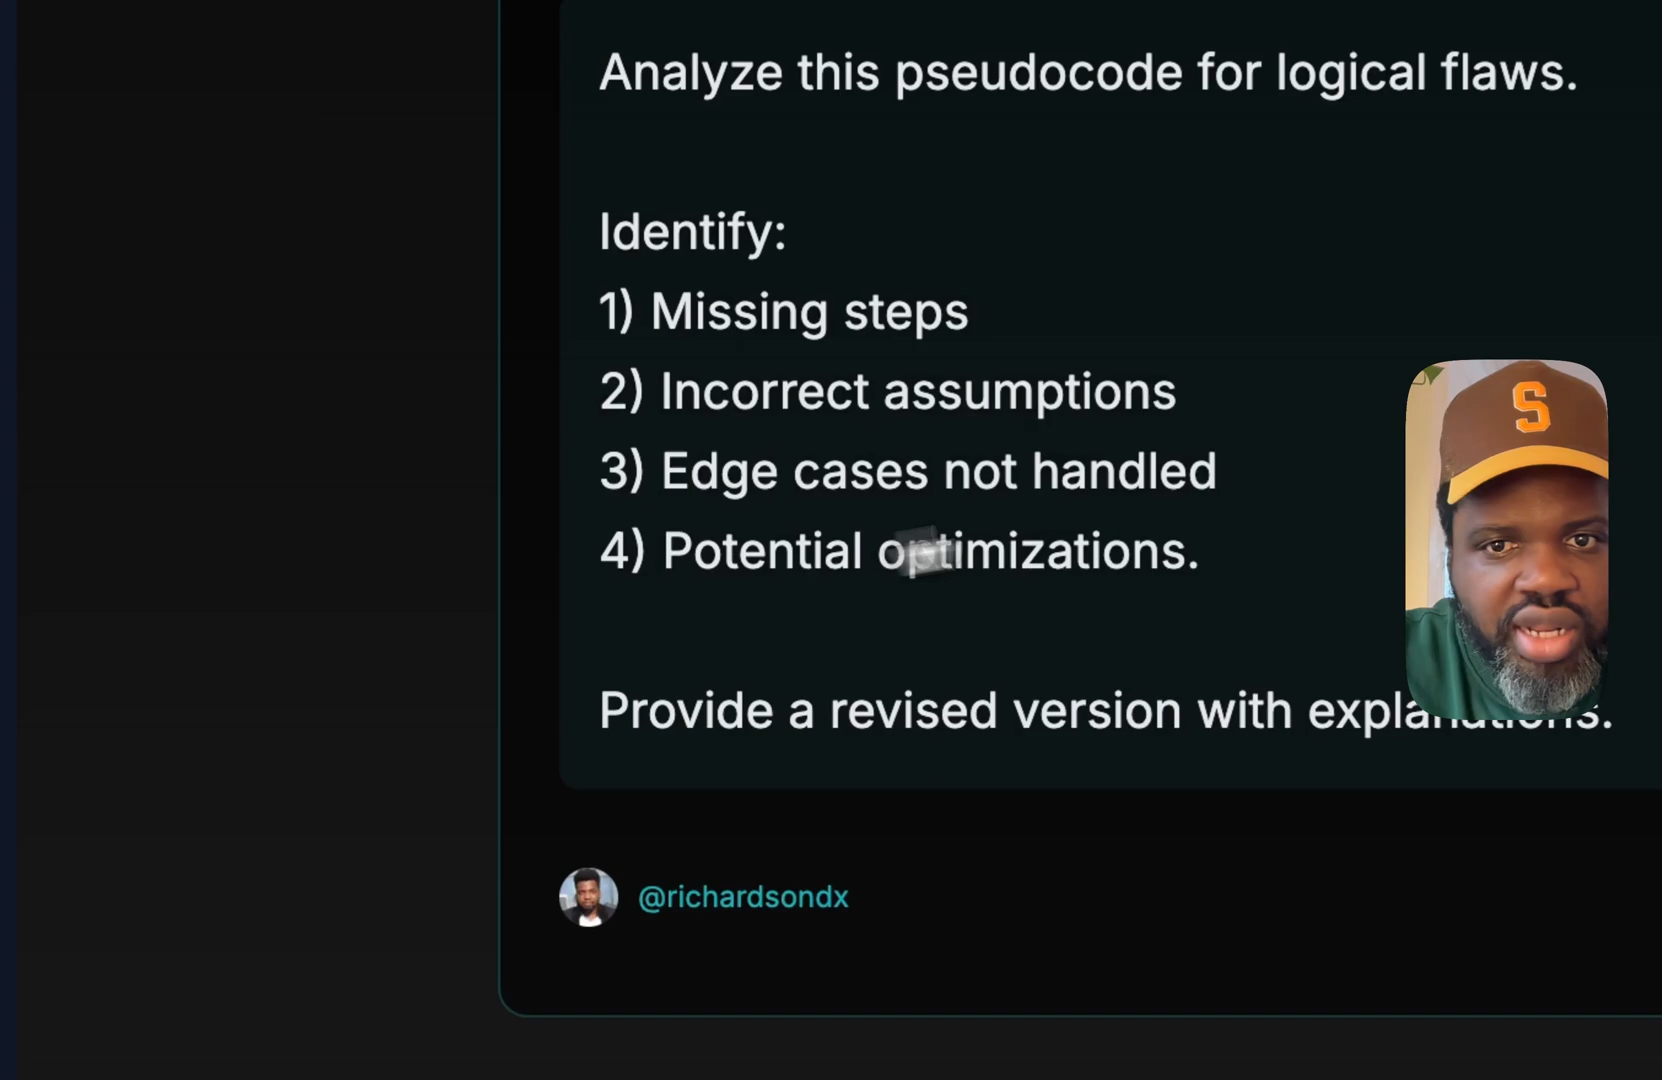 Analyze this pseudocode for logical flaws.
Identify:
1) Missing steps
2) Incorrect assumptions
3) Edge cases not handled
4) Potential optimizations.
Provide a revised version with explanations.
S
@richardsondx